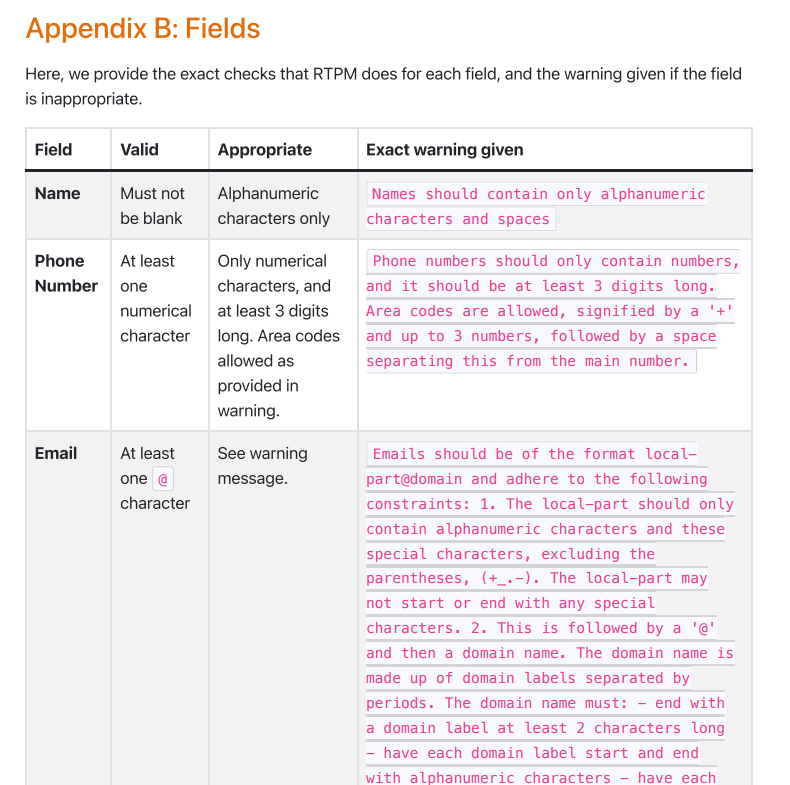 Appendix B: Fields
Here, we provide the exact checks that RTPM does for each field, and the warning given if the field
is inappropriate.
Field Valid Appropriate Exact warning given
Name
Must not
be blank
Alphanumeric
characters only
Names should contain only alphanumeric
characters and spaces
Phone
Number
At least
one
numerical
character
Only numerical
characters, and
at least 3 digits
long. Area codes
allowed as
provided in
warning.
Phone numbers should only contain numbers,
and it should be at least 3 digits long.
Area codes are allowed, signified by a '+'
and up to 3 numbers, followed by a space
separating this from the main number.
Email
At least
one @
character
See warning
message.
Emails should be of the format local-
part@domain and adhere to the following
constraints: 1. The local-part should only
contain alphanumeric characters and these
special characters, excluding the
parentheses, (+_.-). The local-part may
not start or end with any special
characters. 2. This is followed by a '@'
and then a domain name. The domain name is
made up of domain labels separated by
periods. The domain name must: - end with
a domain label at least 2 characters long
- have each domain label start and end
with alphanumeric characters - have each